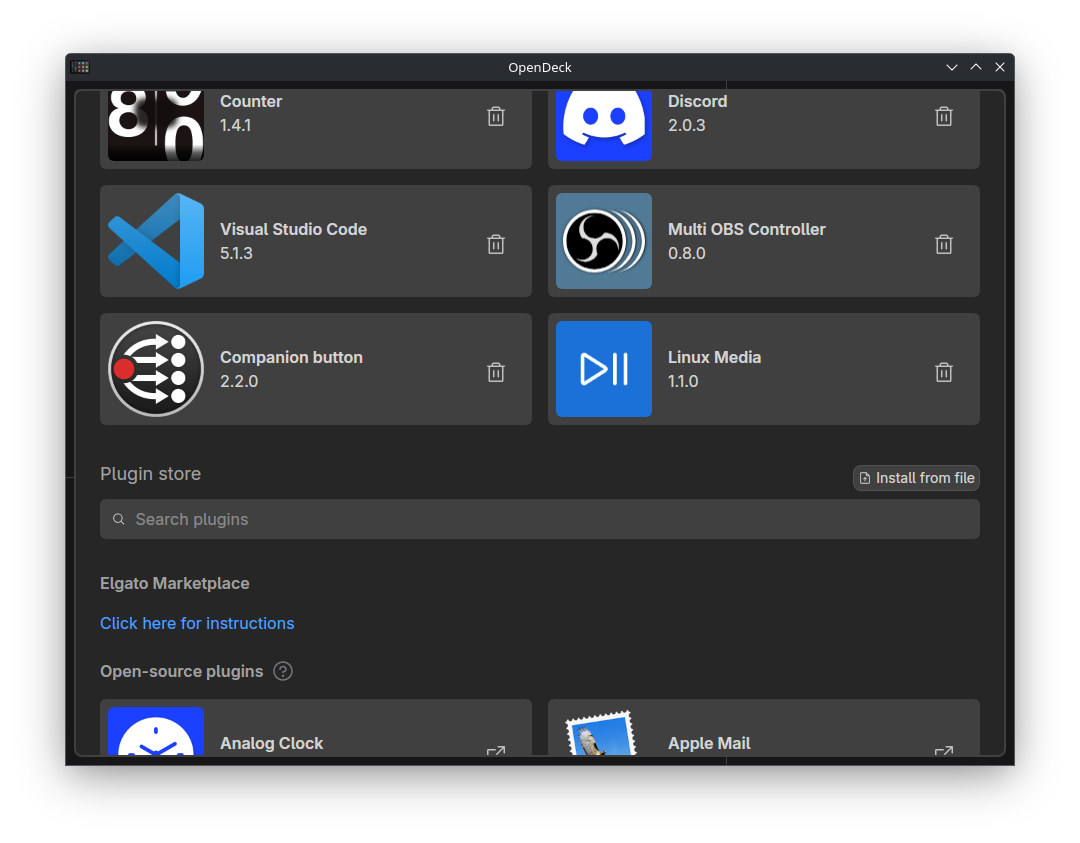 OpenDeck
Counter
1.4.1
Discord
2.0.3
Visual Studio Code
5.1.3
Multi OBS Controller
0.8.0
Companion button
2.2.0
Linux Media
1.1.0
Plugin store
Install from file
Search plugins
Elgato Marketplace
Click here for instructions
Open-source plugins
Analog Clock
Apple Mail